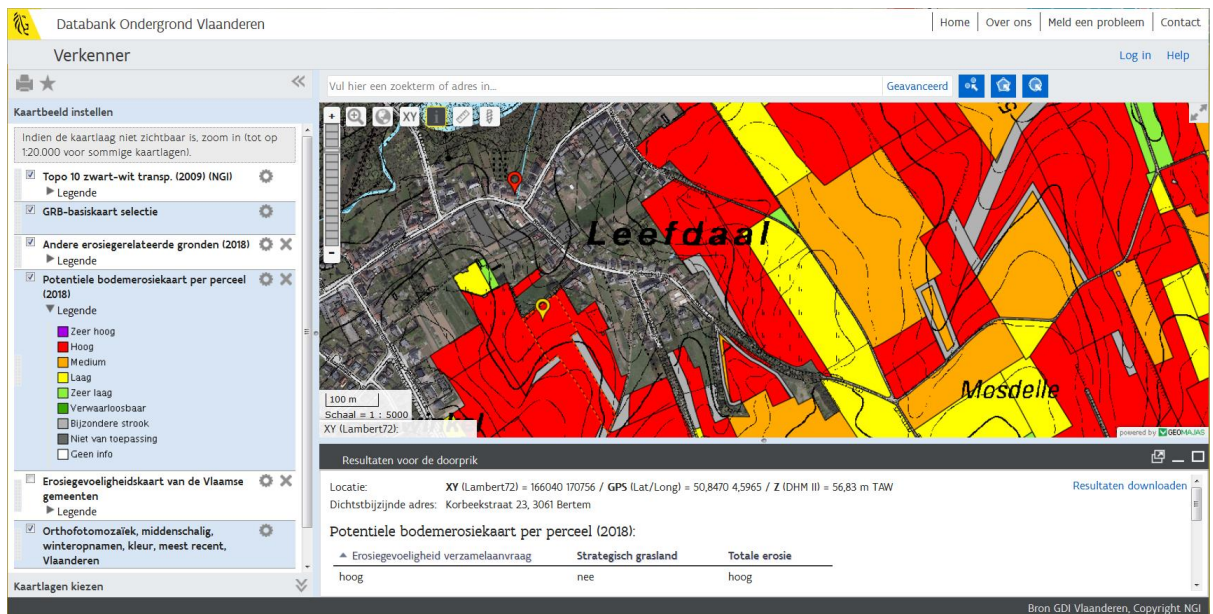 Databank Ondergrond Vlaanderen
Home
Over ons
Meld een probleem
Contact
Verkenner
Log in
Help
Kaartbeeld instellen
Indien de kaartlaag niet zichtbaar is, zoom in (tot op
1:20.000 voor sommige kaartlagen).
Topo 10 zwart-wit transp. (2009) (NGI)
Legende
GRB-basiskaart selectie
Andere erosiegerelateerde gronden (2018)
Legende
Potentiele bodemerosiekaart per perceel
(2018)
Legende
Zeer hoog
Hoog
Medium
Laag
Zeer laag
Verwaarloosbaar
Bijzondere strook
Niet van toepassing
Geen info
Erosiegevoeligheidskaart van de Vlaamse
gemeenten
Legende
Orthofotomozaïek, middenschalig,
winteropnamen, kleur, meest recent,
Vlaanderen
Kaartlagen kiezen
Vul hier een zoekterm of adres in...
Geavanceerd
XY
Leefdaal
Mosdelle
100 m
Schaal = 1 : 5000
XY (Lambert72):
powered by GEOMAJAS
Resultaten voor de doorprik
Locatie: XY (Lambert72) = 166040 170756 / GPS (Lat/Long) = 50,8470 4,5965 / Z (DHM II) = 56,83 m TAW
Resultaten downloaden
Dichtstbijzijnde adres: Korbeekstraat 23, 3061 Bertem
Potentiele bodemerosiekaart per perceel (2018):
Erosiegevoeligheid verzamelaanvraag Strategisch grasland Totale erosie
hoog nee hoog
Bron GDI Vlaanderen, Copyright NGI